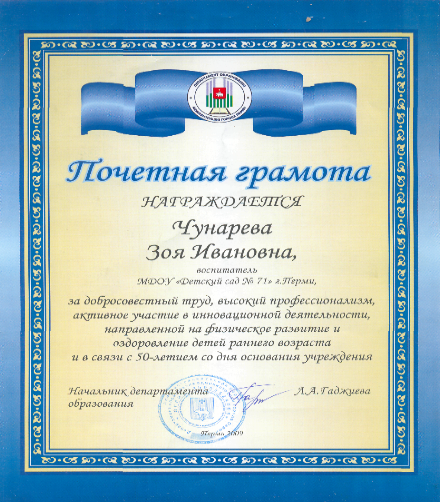 ДЕПАРТАМЕНТ ОБРАЗОВАНИЯ
Почетная грамота
НАГРАЖДАЕТСЯ
Чунарева
Зоя Ивановна,
воспитатель
МДОУ «Детский сад № 71» г.Перми,
за добросовестный труд, высокий профессионализм,
активное участие в инновационной деятельности,
направленной на физическое развитие и
оздоровление детей раннего возраста
и в связи с 50-летием со дня основания учреждения
Начальник департамента Л.А.Гаджиева
образования
Пермь 2009